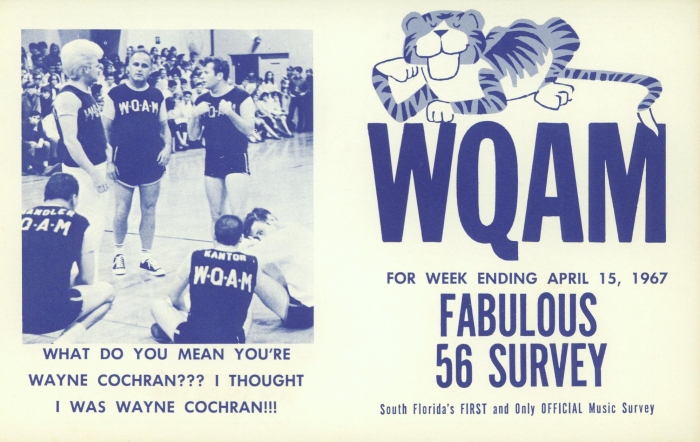 W·Q·A·M
KANTOR
W·Q·A·M
WHAT DO YOU MEAN YOU'RE
WAYNE COCHRAN??? I THOUGHT
I WAS WAYNE COCHRAN!!!
WQAM
FOR WEEK ENDING APRIL 15, 1967
FABULOUS
56 SURVEY
South Florida's FIRST and Only OFFICIAL Music Survey